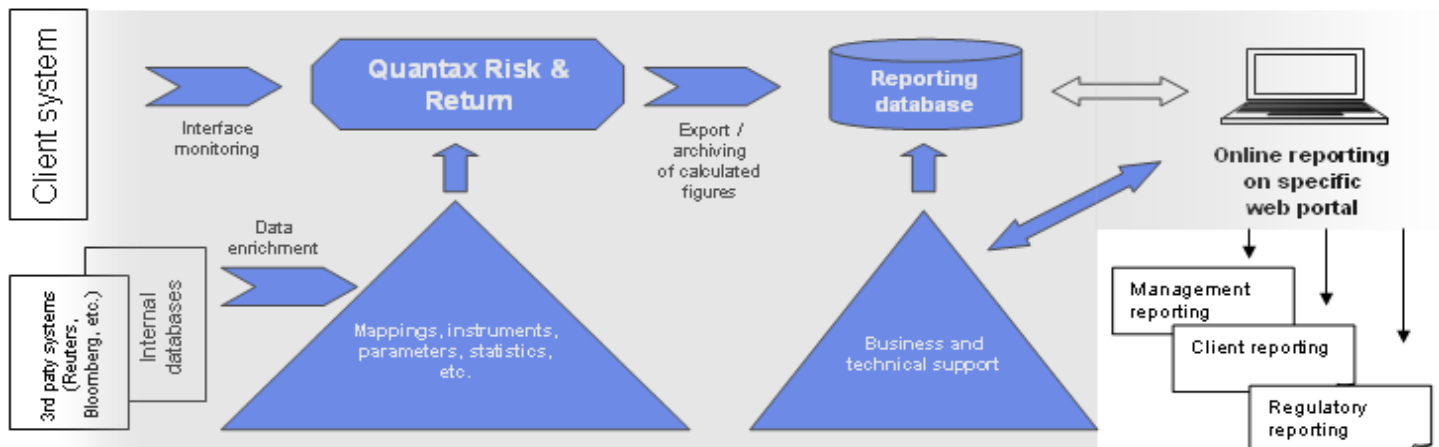 Client system
Interface
monitoring
Quantax Risk &
Return
Export /
archiving
of calculated
figures
Reporting
database
Online reporting
on specific
web portal
3rd paty systems
(Reuters,
Bloomberg, etc.)
Internal
databases
Data
enrichment
Mappings, instruments,
parameters, statistics,
etc.
Business and
technical support
Management
reporting
Client reporting
Regulatory
reporting